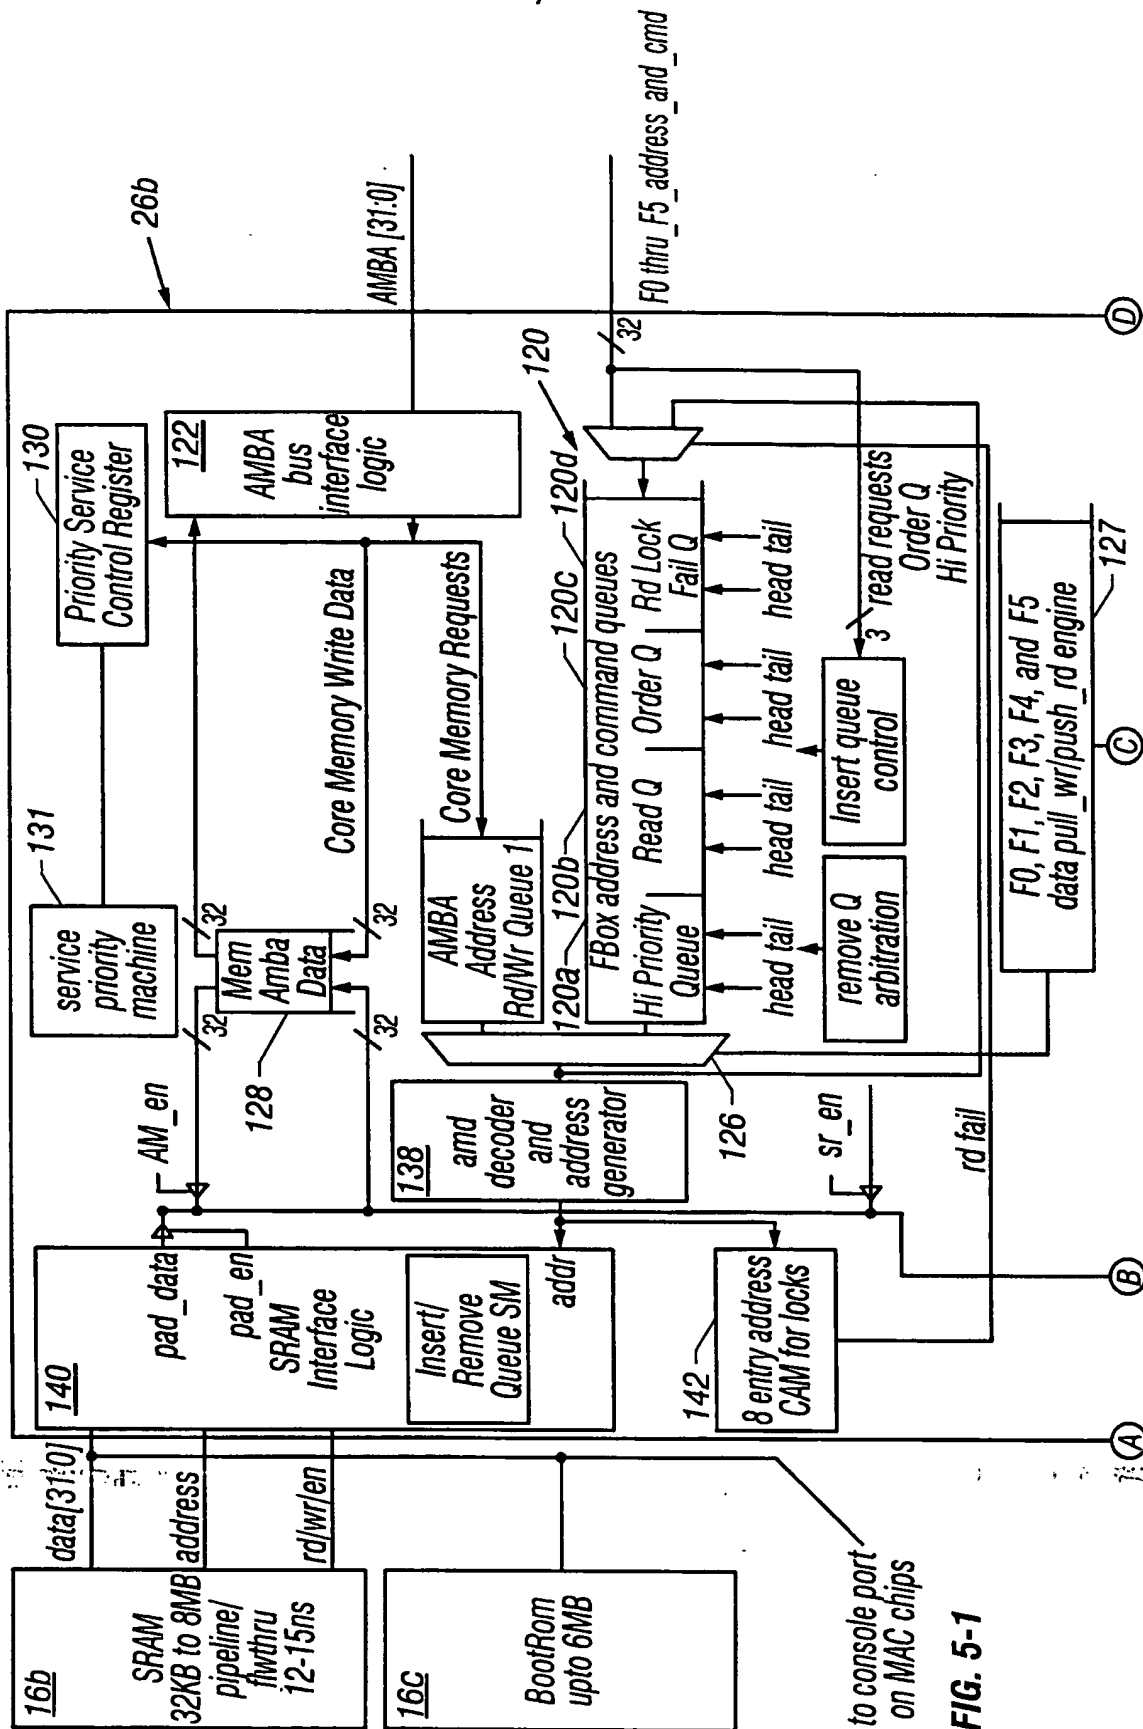 16b
SRAM
32KB to 8MB
pipeline/
flwthru
12-15ns
16c
BootRom
upto 6MB
to console port
on MAC chips
FIG. 5-1
data[31:0]
address
rd/wr/en
140
pad_data
pad_en
SRAM
Interface
Logic
Insert/
Remove
Queue SM
addr
142
8 entry address
CAM for locks
AM_en
128
138
amd
decoder
and
address
generator
126
sr_en
rd fail
131
service
priority
machine
32
32
Mem
Amba
Data
32
32
Core Memory Write Data
AMBA
Address
Rd/Wr Queue 1
Core Memory Requests
120a
120b
120c
120d
120
FBox address and command queues
Hi Priority
Queue
Read Q
Order Q
Rd Lock
Fail Q
head tail
head tail
head tail
head tail
remove Q
arbitration
Insert queue
control
3
read requests
Order Q
Hi Priority
F0, F1, F2, F3, F4, and F5
data pull_wr/push_rd engine
127
130
Priority Service
Control Register
122
AMBA
bus
interface
logic
26b
AMBA [31:0]
32
F0 thru F5_address_and_cmd
A
B
C
D